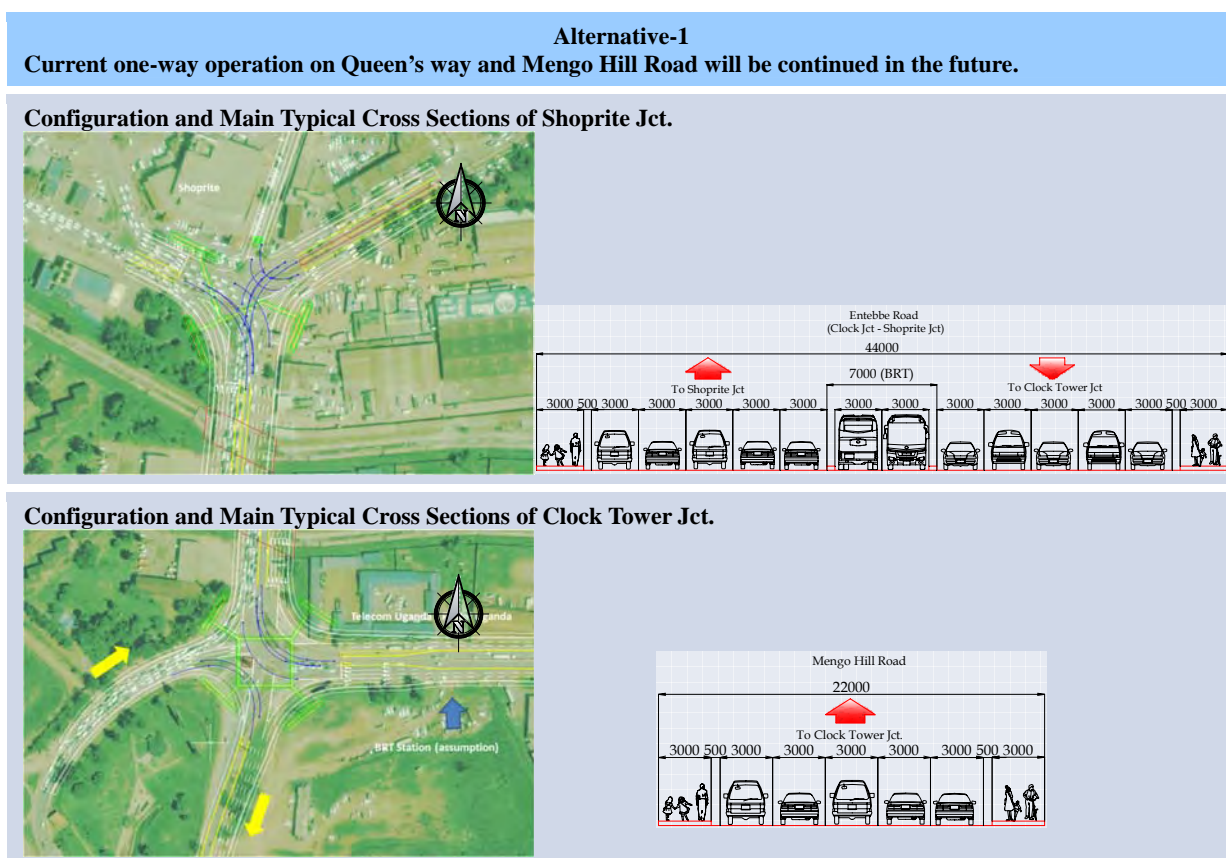 Alternative-1
Current one-way operation on Queen's way and Mengo Hill Road will be continued in the future.
Configuration and Main Typical Cross Sections of Shoprite Jct.
Shoprite
N
Entebbe Road
(Clock Jct - Shoprite Jct)
44000
7000 (BRT)
To Shoprite Jct
To Clock Tower Jct
3000 500 3000 3000 3000 3000 3000 3000 3000 3000 3000 3000 3000 3000 500 3000
Configuration and Main Typical Cross Sections of Clock Tower Jct.
Telecom Uganda
N
BRT Station (assumption)
Mengo Hill Road
22000
To Clock Tower Jct.
3000 500 3000 3000 3000 3000 3000 500 3000